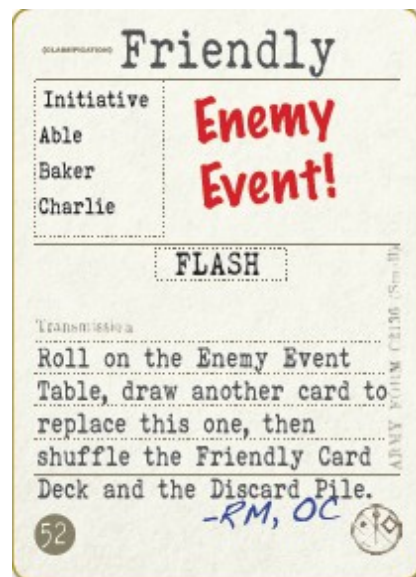 (CLASSIFICATION) Friendly
Initiative
Able
Baker
Charlie
Enemy
Event!
FLASH
Transmission
Roll on the Enemy Event
Table, draw another card to
replace this one, then
shuffle the Friendly Card
Deck and the Discard Pile.
-RM, OC
52
ARMY FORM C2136 (Small)